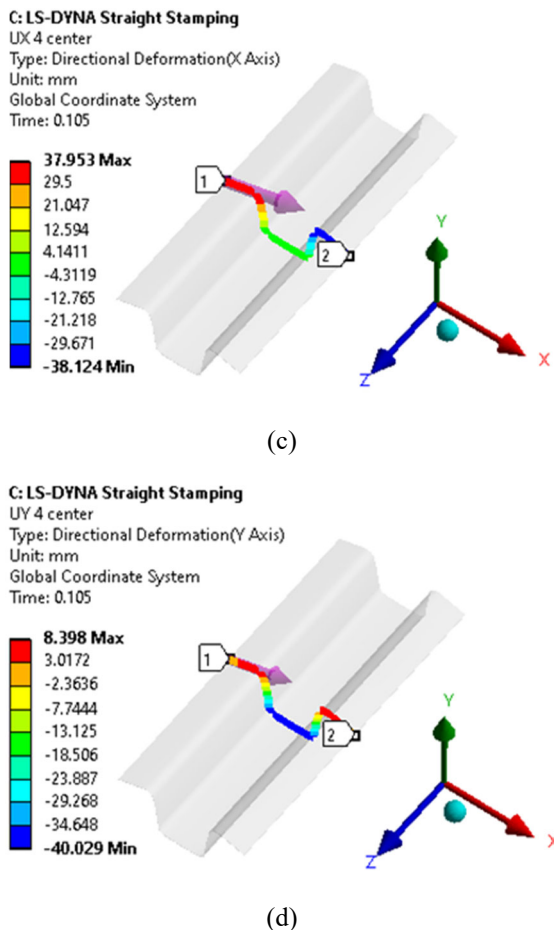 C: LS-DYNA Straight Stamping
UX 4 center
Type: Directional Deformation(X Axis)
Unit: mm
Global Coordinate System
Time: 0.105
37.953 Max
29.5
21.047
12.594
4.1411
-4.3119
-12.765
-21.218
-29.671
-38.124 Min
1
2
Y
X
Z
(c)
C: LS-DYNA Straight Stamping
UY 4 center
Type: Directional Deformation(Y Axis)
Unit: mm
Global Coordinate System
Time: 0.105
8.398 Max
3.0172
-2.3636
-7.7444
-13.125
-18.506
-23.887
-29.268
-34.648
-40.029 Min
1
2
Y
X
Z
(d)